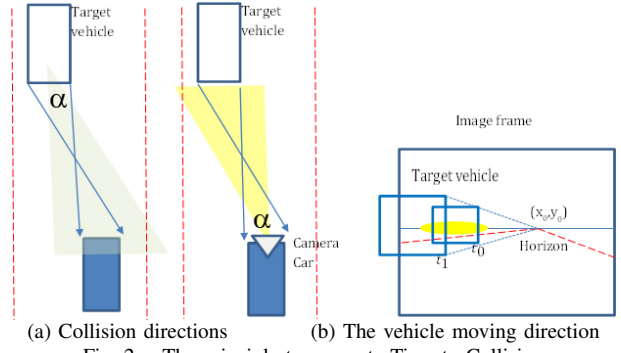 Target
vehicle
Target
vehicle
α
α
Camera
Car
Image frame
Target vehicle
(x₀,y₀)
Horizon
t₀
t₁
(a) Collision directions
(b) The vehicle moving direction